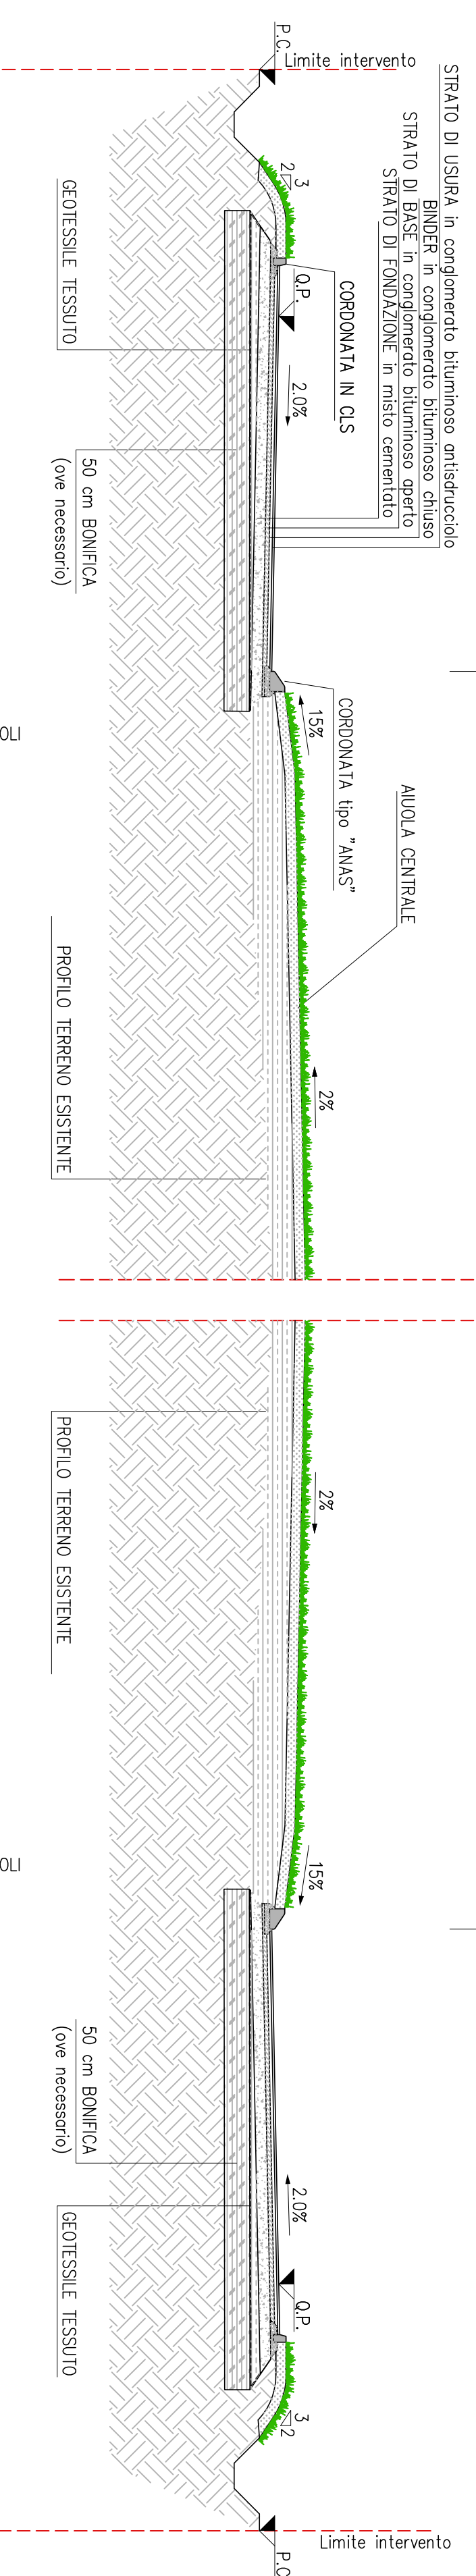 P.C.
Limite intervento
STRATO DI USURA in conglomerato bituminoso antisdrucciolo
BINDER in conglomerato bituminoso chiuso
STRATO DI BASE in conglomerato bituminoso aperto
STRATO DI FONDAZIONE in misto cementato
3
2
CORDONATA IN CLS
Q.P.
2.0%
GEOTESSILE TESSUTO
50 cm BONIFICA
(ove necessario)
CORDONATA tipo "ANAS"
15%
AIUOLA CENTRALE
2%
PROFILO TERRENO ESISTENTE
OLI
2%
PROFILO TERRENO ESISTENTE
15%
OLI
50 cm BONIFICA
(ove necessario)
2.0%
GEOTESSILE TESSUTO
Q.P.
3
2
Limite intervento
P.C.